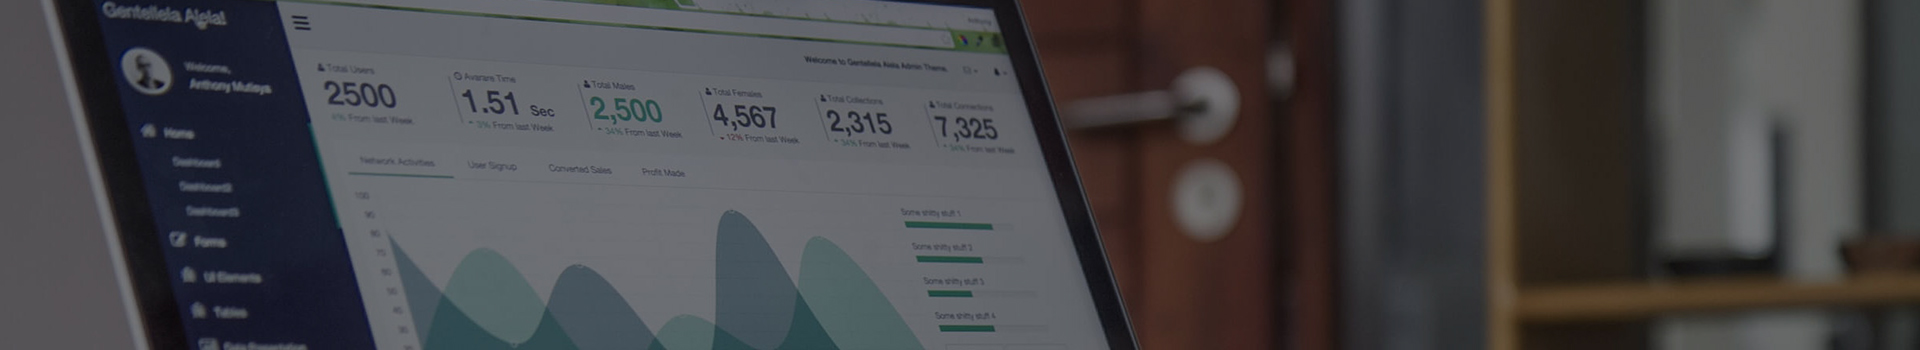 Gentellela Alela!
Welcome,
Anthony Mutisya
Home
Dashboard
Dashboard2
Dashboard3
Forms
UI Elements
Tables
Data Presentation
Welcome to Gentellela Alela Admin Theme.
Total Users
2500
4% From last Week
Avarare Time
1.51 Sec
3% From last Week
Total Males
2,500
34% From last Week
Total Females
4,567
12% From last Week
Total Collections
2,315
34% From last Week
Total Connections
7,325
34% From last Week
Network Activities
User Signup
Converted Sales
Profit Made
100
90
80
70
60
50
40
30
Some shitty stuff 1
Some shitty stuff 2
Some shitty stuff 3
Some shitty stuff 4